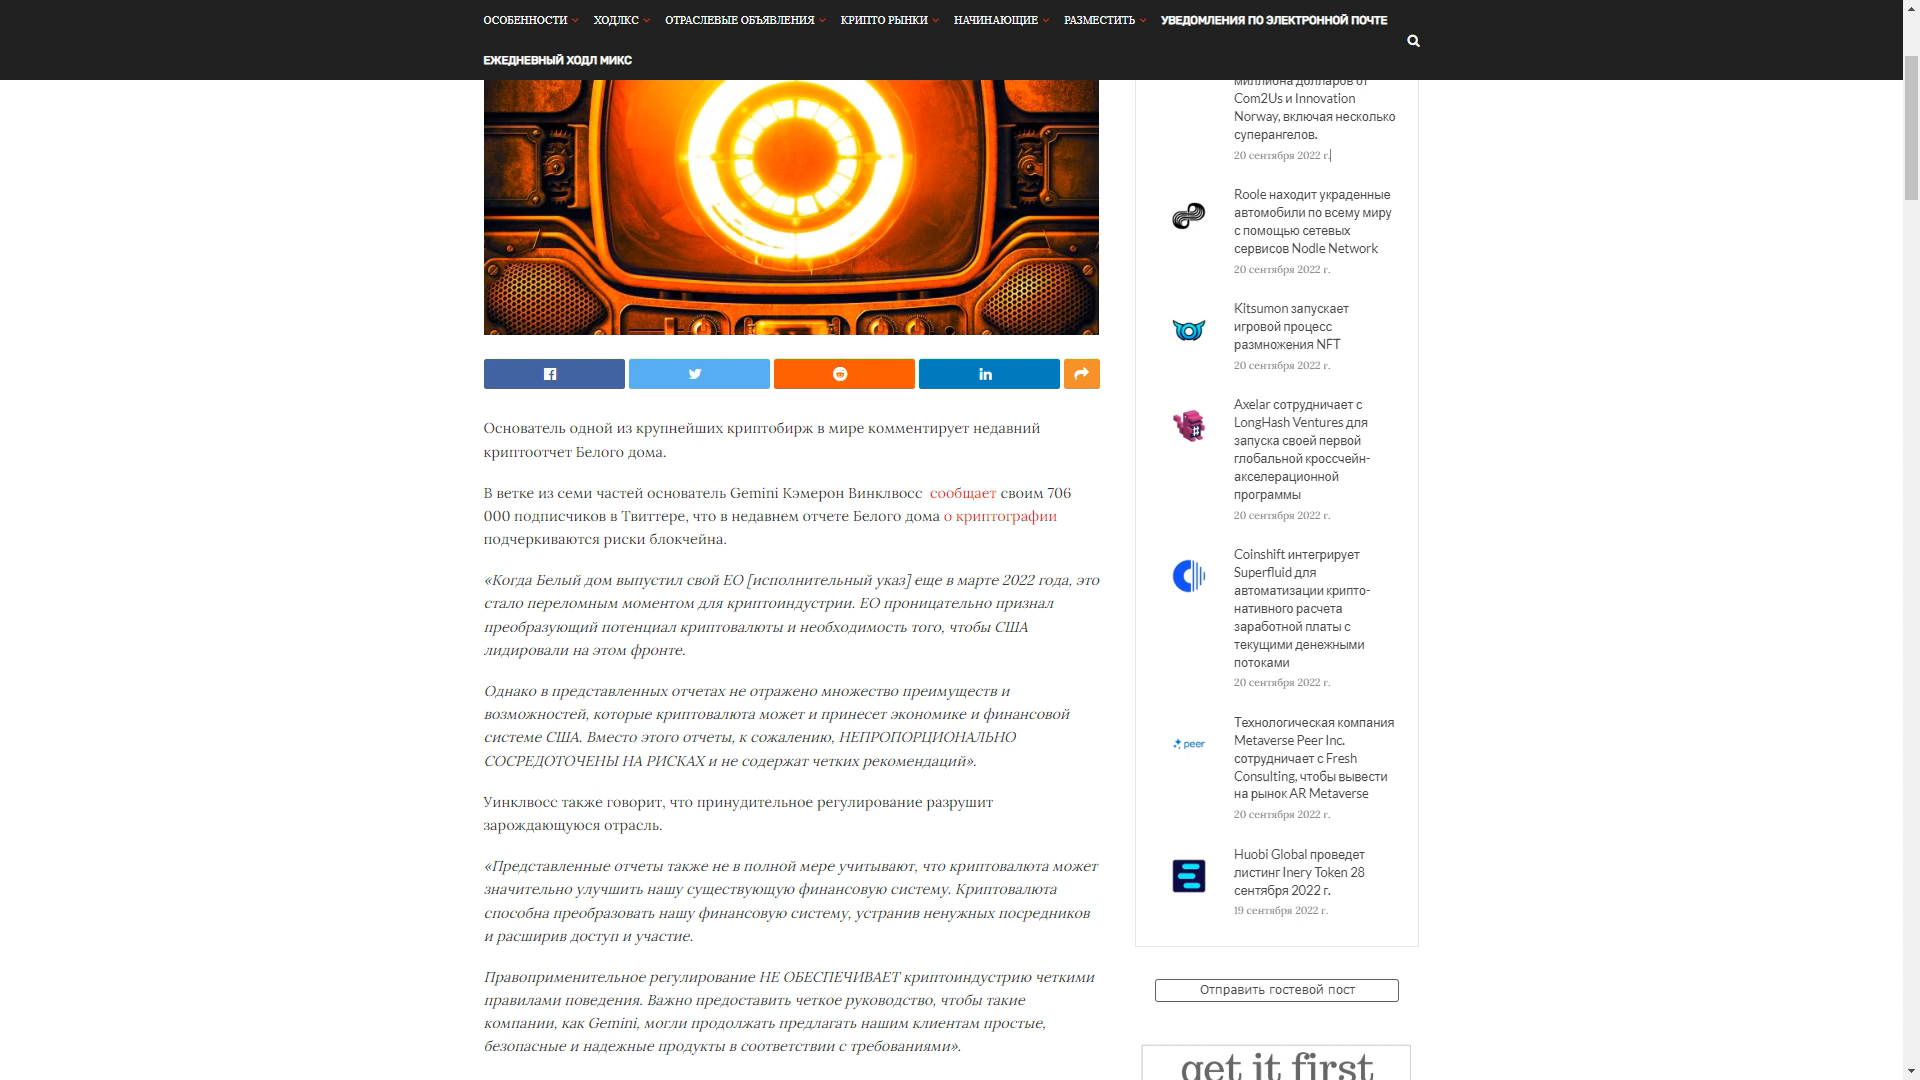 ОСОБЕННОСТИ ХОДЛКС ОТРАСЛЕВЫЕ ОБЪЯВЛЕНИЯ КРИПТО РЫНКИ НАЧИНАЮЩИЕ РАЗМЕСТИТЬ УВЕДОМЛЕНИЯ ПО ЭЛЕКТРОННОЙ ПОЧТЕ
ЕЖЕДНЕВНЫЙ ХОДЛ МИКС
Основатель одной из крупнейших криптобирж в мире комментирует недавний
криптоотчет Белого дома.
В ветке из семи частей основатель Gemini Кэмерон Винклвосс сообщает своим 706
000 подписчиков в Твиттере, что в недавнем отчете Белого дома о криптографии
подчеркиваются риски блокчейна.
«Когда Белый дом выпустил свой ЕО [исполнительный указ] еще в марте 2022 года, это
стало переломным моментом для криптоиндустрии. ЕО проницательно признал
преобразующий потенциал криптовалюты и необходимость того, чтобы США
лидировали на этом фронте.
Однако в представленных отчетах не отражено множество преимуществ и
возможностей, которые криптовалюта может и принесет экономике и финансовой
системе США. Вместо этого отчеты, к сожалению, НЕПРОПОРЦИОНАЛЬНО
СОСРЕДОТОЧЕНЫ НА РИСКАХ и не содержат четких рекомендаций».
Уинклвосс также говорит, что принудительное регулирование разрушит
зарождающуюся отрасль.
«Представленные отчеты также не в полной мере учитывают, что криптовалюта может
значительно улучшить нашу существующую финансовую систему. Криптовалюта
способна преобразовать нашу финансовую систему, устранив ненужных посредников
и расширив доступ и участие.
Правоприменительное регулирование НЕ ОБЕСПЕЧИВАЕТ криптоиндустрию четкими
правилами поведения. Важно предоставить четкое руководство, чтобы такие
компании, как Gemini, могли продолжать предлагать нашим клиентам простые,
безопасные и надежные продукты в соответствии с требованиями».
миллиона долларов от
Com2Us и Innovation
Norway, включая несколько
суперангелов.
20 сентября 2022 г.
Roole находит украденные
автомобили по всему миру
с помощью сетевых
сервисов Nodle Network
20 сентября 2022 г.
Kitsumon запускает
игровой процесс
размножения NFT
20 сентября 2022 г.
Axelar сотрудничает с
LongHash Ventures для
запуска своей первой
глобальной кроссчейн-
акселерационной
программы
20 сентября 2022 г.
Coinshift интегрирует
Superfluid для
автоматизации крипто-
нативного расчета
заработной платы с
текущими денежными
потоками
20 сентября 2022 г.
peer
Технологическая компания
Metaverse Peer Inc.
сотрудничает с Fresh
Consulting, чтобы вывести
на рынок AR Metaverse
20 сентября 2022 г.
Huobi Global проведет
листинг Inery Token 28
сентября 2022 г.
19 сентября 2022 г.
Отправить гостевой пост
get it first